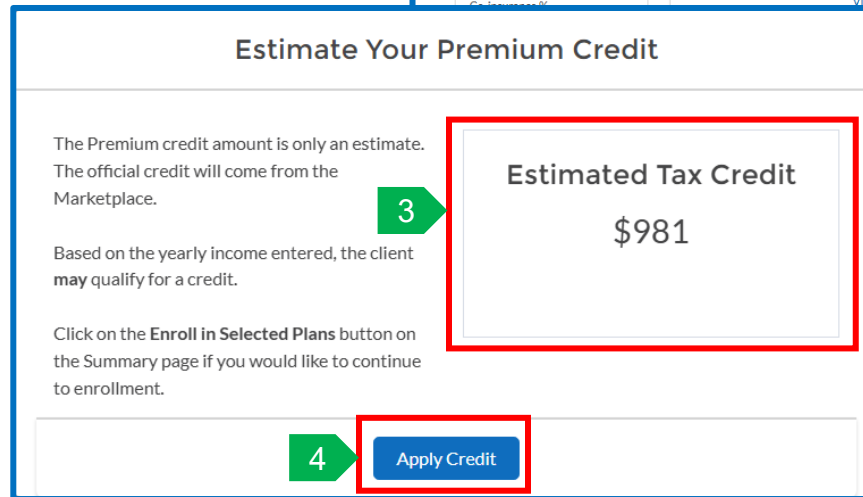 Co-insurance %
Estimate Your Premium Credit
The Premium credit amount is only an estimate.
The official credit will come from the
Marketplace.
Based on the yearly income entered, the client
may qualify for a credit.
Click on the Enroll in Selected Plans button on
the Summary page if you would like to continue
to enrollment.
3
Estimated Tax Credit
$981
4
Apply Credit